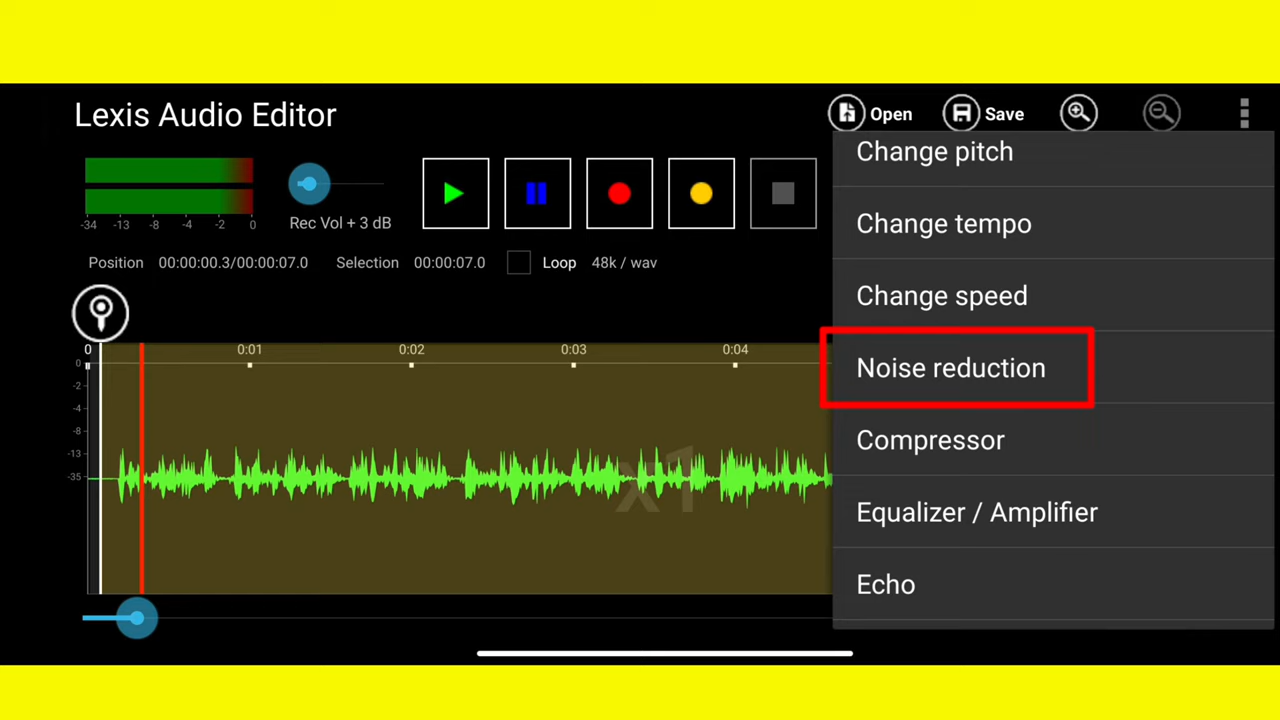 Lexis Audio Editor
Open
Save
-34 -13 -8 -4 -2 0
Rec Vol + 3 dB
Position 00:00:00.3/00:00:07.0 Selection 00:00:07.0 Loop 48k / wav
0 0:01 0:02 0:03 0:04
0
-2
-4
-8
-13
-35
x1
Change pitch
Change tempo
Change speed
Noise reduction
Compressor
Equalizer / Amplifier
Echo